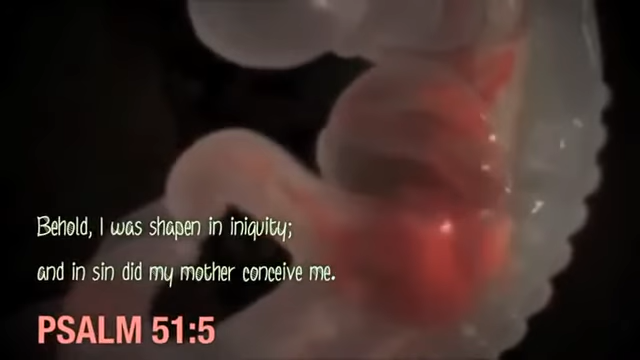 Behold, I was shapen in iniquity;
and in sin did my mother conceive me.
PSALM 51:5